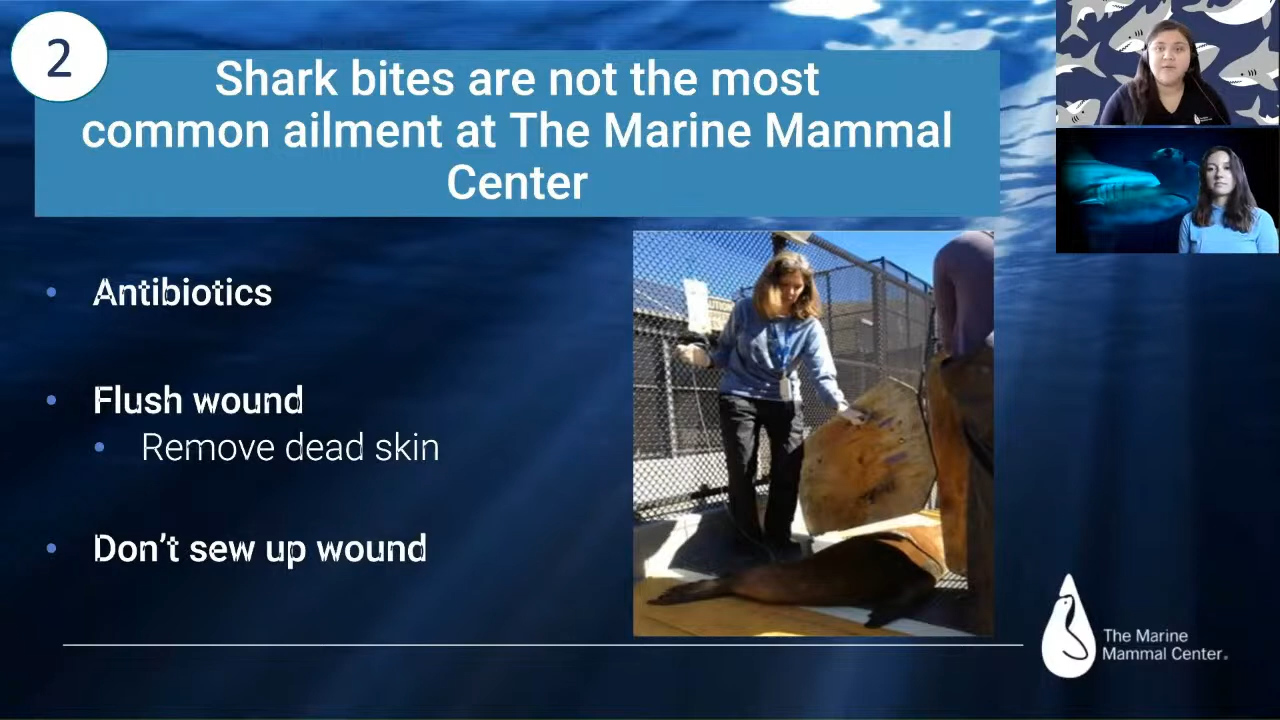 2
Shark bites are not the most
common ailment at The Marine Mammal
Center
• Antibiotics
• Flush wound
• Remove dead skin
• Don't sew up wound
The Marine
Mammal Center